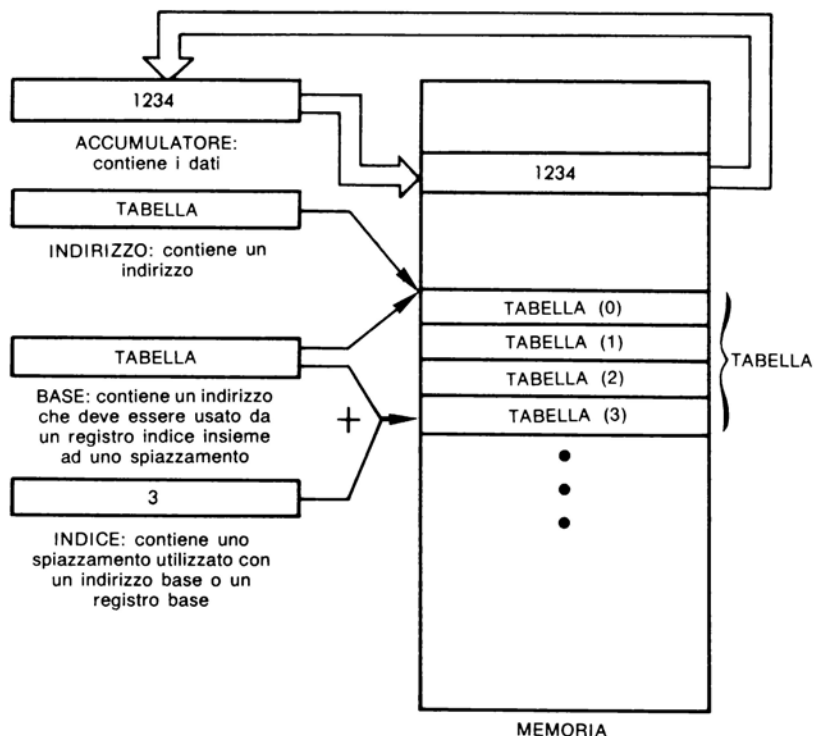 1234
ACCUMULATORE:
contiene i dati
TABELLA
INDIRIZZO: contiene un
indirizzo
TABELLA
BASE: contiene un indirizzo
che deve essere usato da
un registro indice insieme
ad uno spiazzamento
+
3
INDICE: contiene uno
spiazzamento utilizzato con
un indirizzo base o un
registro base
1234
TABELLA (0)
TABELLA (1)
TABELLA (2)
TABELLA (3)
TABELLA
MEMORIA